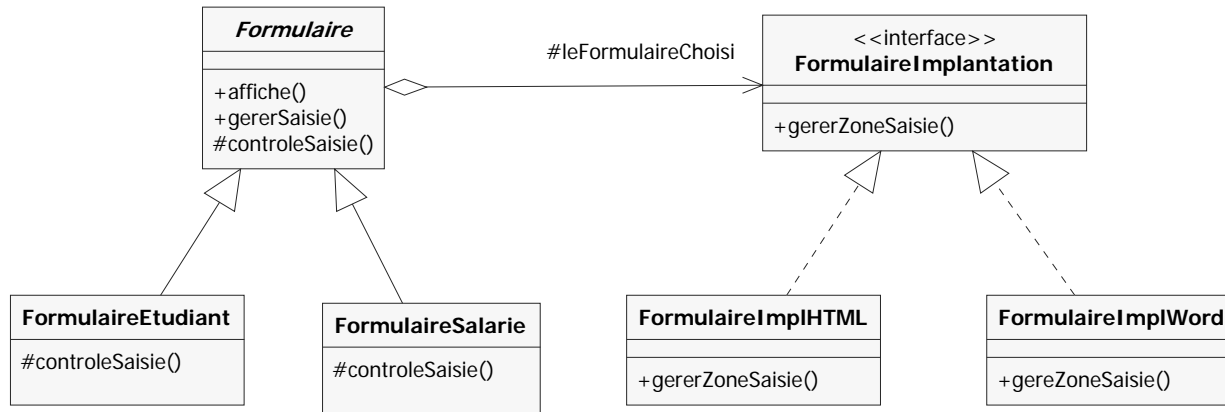 Formulaire
+affiche()
+gererSaisie()
#controleSaisie()
#leFormulaireChoisi
<<interface>>
FormulaireImplantation
+gererZoneSaisie()
FormulaireEtudiant
#controleSaisie()
FormulaireSalarie
#controleSaisie()
FormulaireImplHTML
+gererZoneSaisie()
FormulaireImplWord
+gereZoneSaisie()